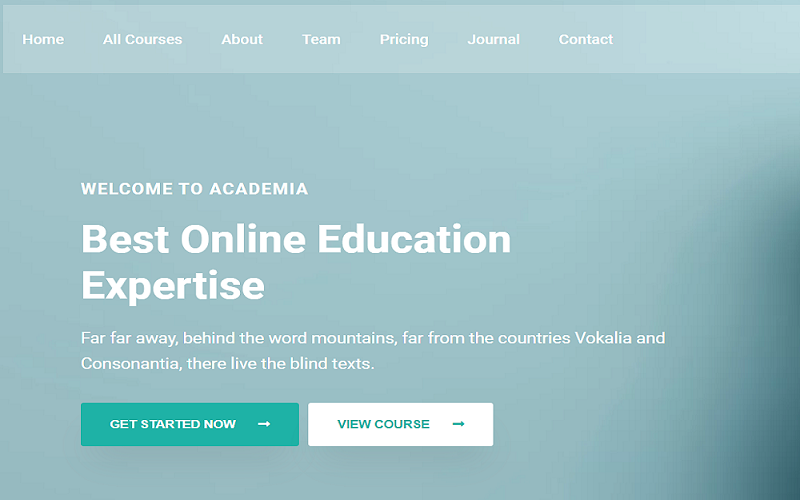 Home All Courses About Team Pricing Journal Contact
WELCOME TO ACADEMIA
Best Online Education
Expertise
Far far away, behind the word mountains, far from the countries Vokalia and
Consonantia, there live the blind texts.
GET STARTED NOW → VIEW COURSE →